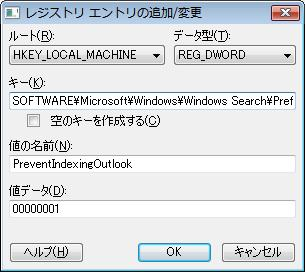 レジストリ エントリの追加/変更
ルート(R):
データ型(T):
HKEY_LOCAL_MACHINE
REG_DWORD
キー(K):
SOFTWARE¥Microsoft¥Windows¥Windows Search¥Pref
空のキーを作成する(C)
値の名前(N):
PreventIndexingOutlook
値データ(D):
00000001
ヘルプ(H)
OK
キャンセル